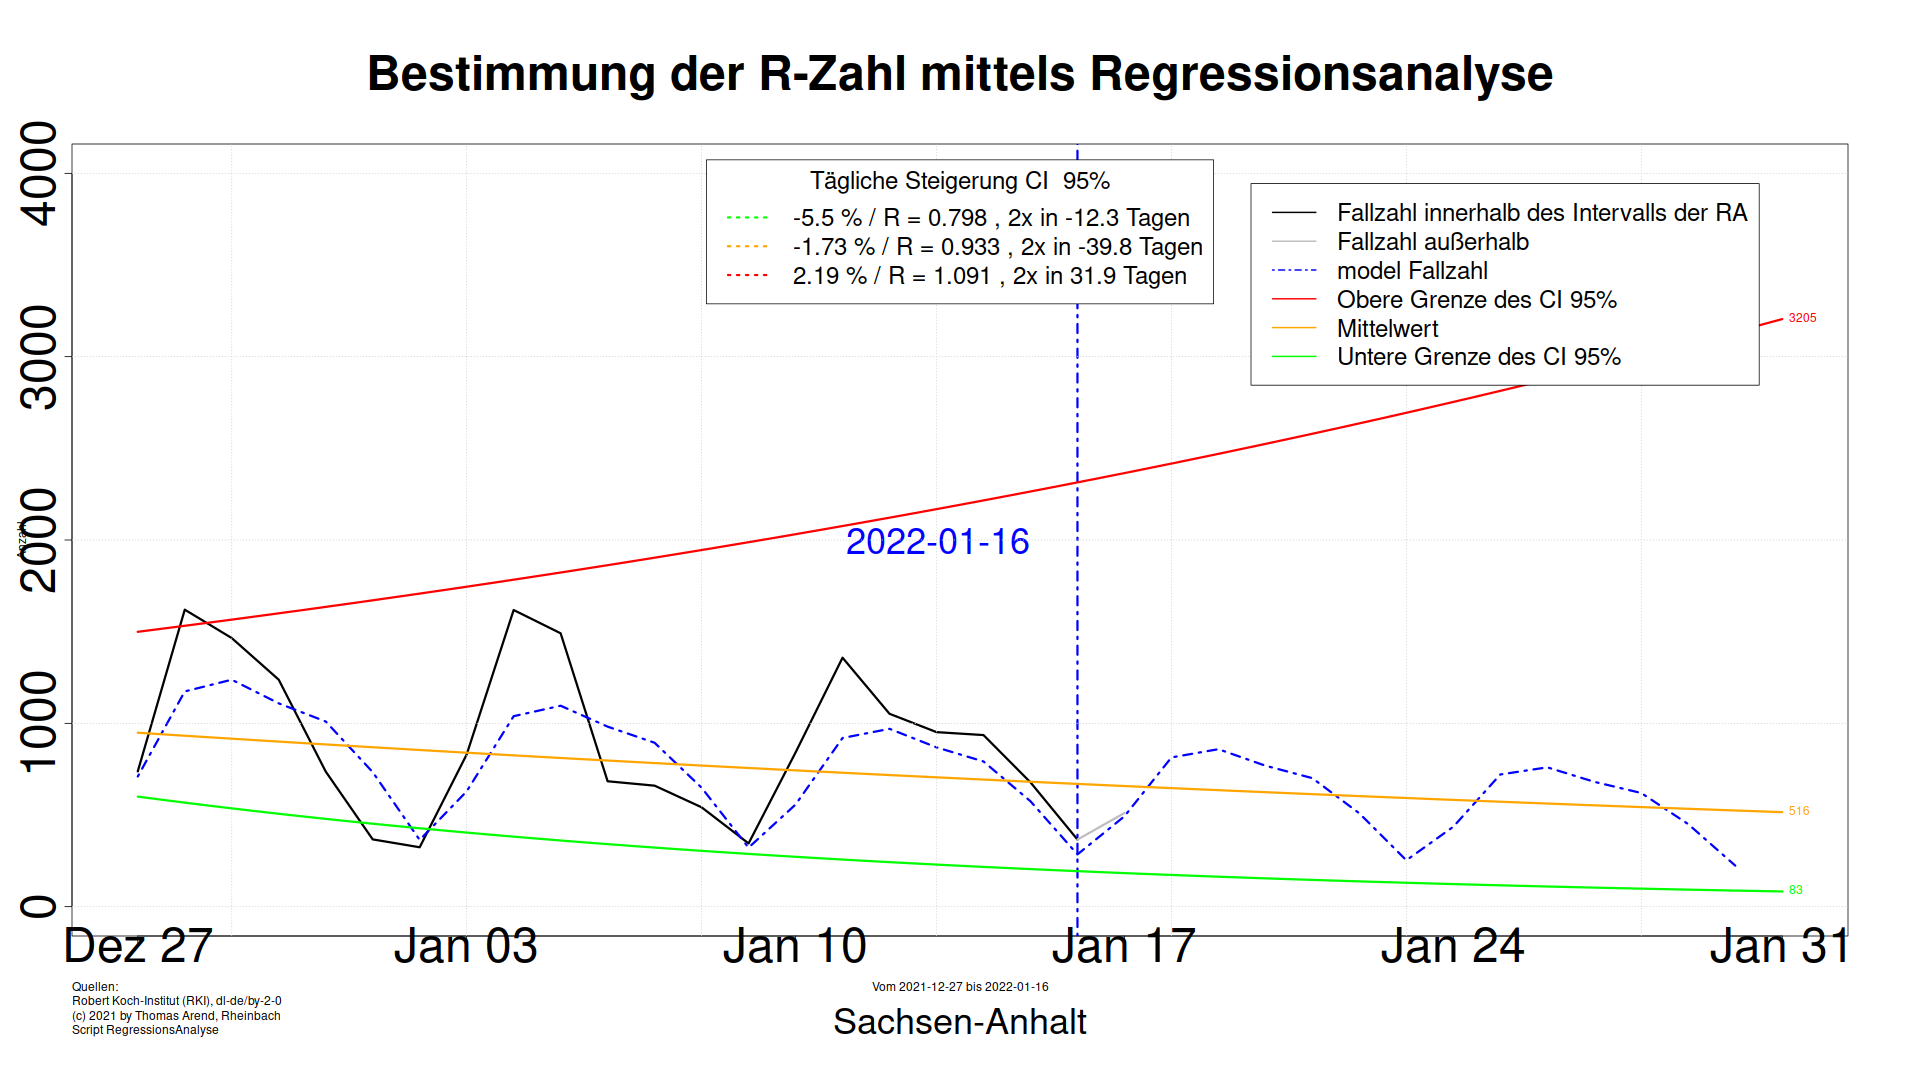 Bestimmung der R-Zahl mittels Regressionsanalyse
Anzahl
4000
3000
2000
1000
0
Tägliche Steigerung CI 95%
-5.5 % / R = 0.798 , 2x in -12.3 Tagen
-1.73 % / R = 0.933 , 2x in -39.8 Tagen
2.19 % / R = 1.091 , 2x in 31.9 Tagen
Fallzahl innerhalb des Intervalls der RA
Fallzahl außerhalb
model Fallzahl
Obere Grenze des CI 95%
Mittelwert
Untere Grenze des CI 95%
3205
2022-01-16
516
83
Dez 27 Jan 03 Jan 10 Jan 17 Jan 24 Jan 31
Quellen:
Robert Koch-Institut (RKI), dl-de/by-2-0
(c) 2021 by Thomas Arend, Rheinbach
Script RegressionsAnalyse
Vom 2021-12-27 bis 2022-01-16
Sachsen-Anhalt